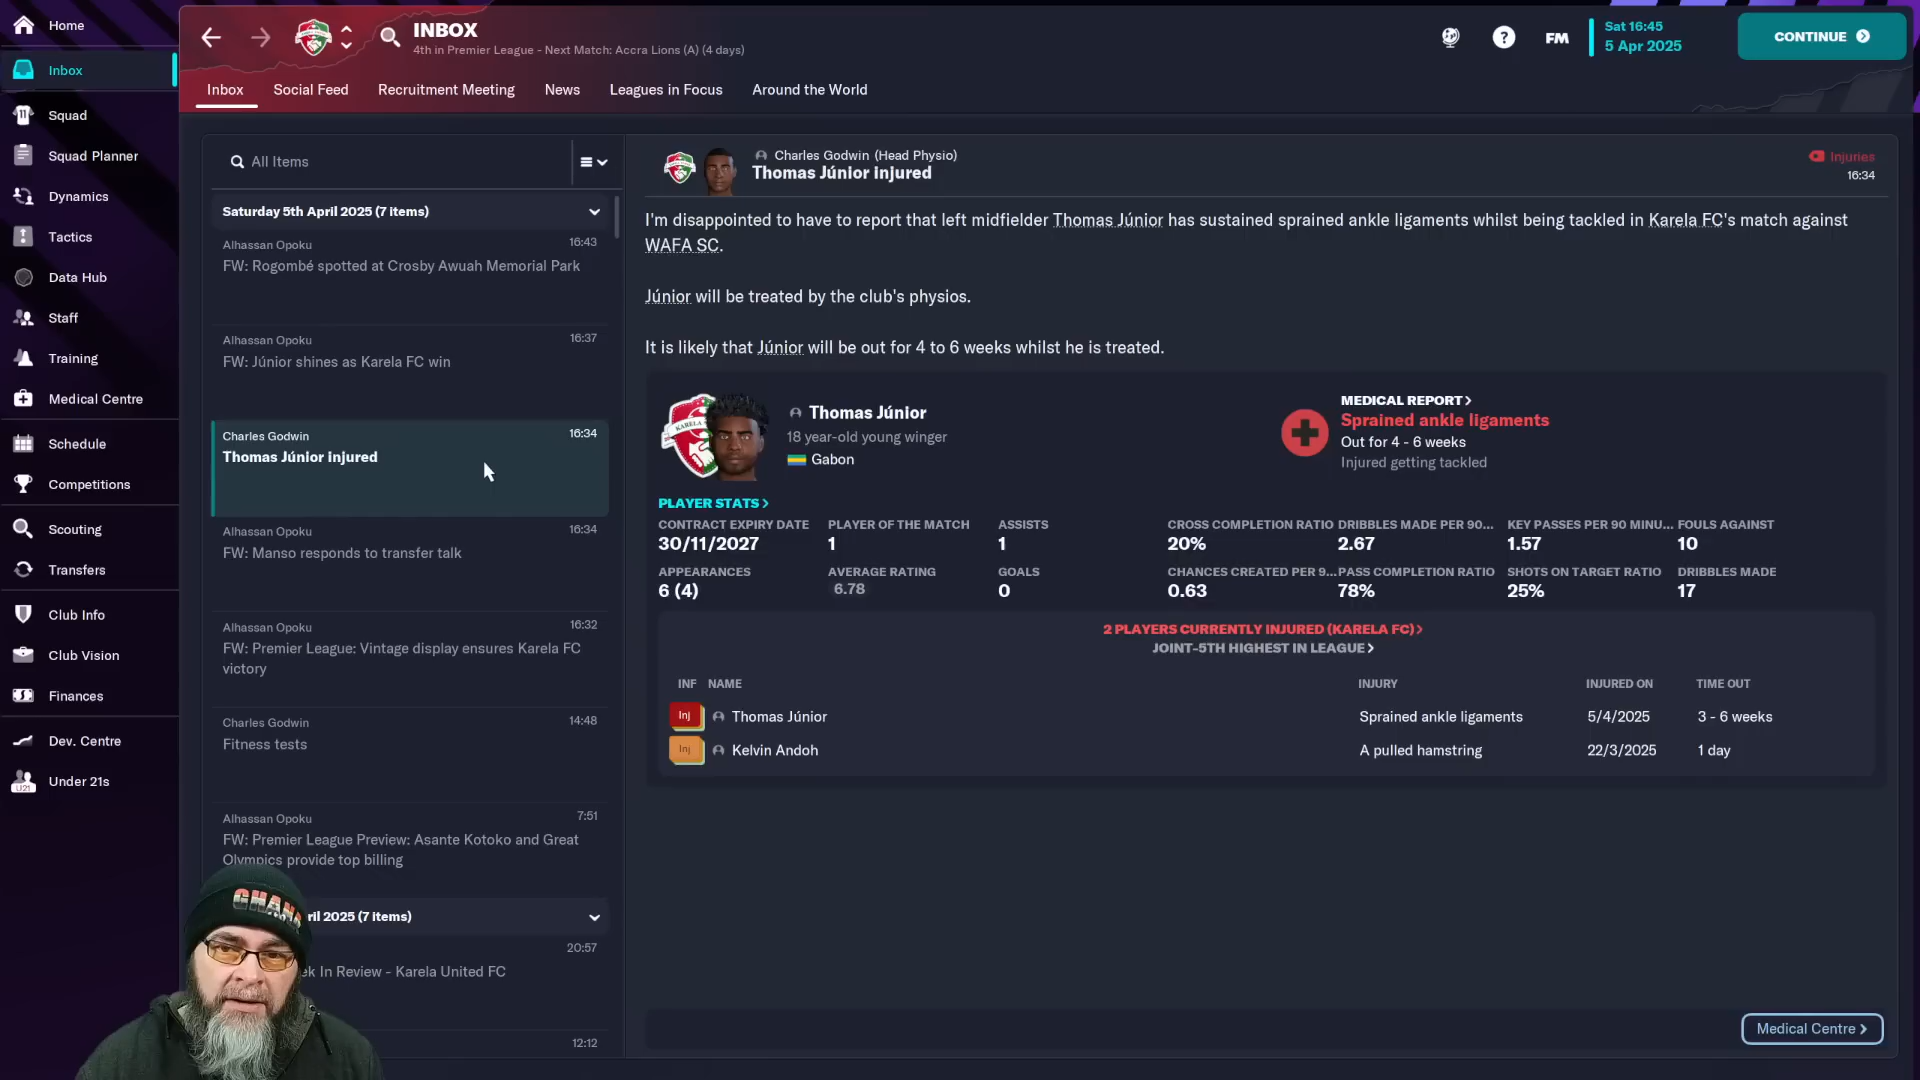 Home
Inbox
Squad
Squad Planner
Dynamics
Tactics
Data Hub
Staff
Training
Medical Centre
Schedule
Competitions
Scouting
Transfers
Club Info
Club Vision
Finances
Dev. Centre
Under 21s
INBOX
4th in Premier League - Next Match: Accra Lions (A) (4 days)
FM
Sat 16:45
5 Apr 2025
CONTINUE
Inbox Social Feed Recruitment Meeting News Leagues in Focus Around the World
All Items
Saturday 5th April 2025 (7 items)
Alhassan Opoku 16:43
FW: Rogombé spotted at Crosby Awuah Memorial Park
Alhassan Opoku 16:37
FW: Júnior shines as Karela FC win
Charles Godwin 16:34
Thomas Júnior injured
Alhassan Opoku 16:34
FW: Manso responds to transfer talk
Alhassan Opoku 16:32
FW: Premier League: Vintage display ensures Karela FC
victory
Charles Godwin 14:48
Fitness tests
Alhassan Opoku 7:51
FW: Premier League Preview: Asante Kotoko and Great
Olympics provide top billing
ril 2025 (7 items)
20:57
ek In Review - Karela United FC
12:12
GHANA
Charles Godwin (Head Physio)
Thomas Júnior injured
Injuries
16:34
I'm disappointed to have to report that left midfielder Thomas Júnior has sustained sprained ankle ligaments whilst being tackled in Karela FC's match against
WAFA SC.
Júnior will be treated by the club's physios.
It is likely that Júnior will be out for 4 to 6 weeks whilst he is treated.
Thomas Júnior
18 year-old young winger
Gabon
MEDICAL REPORT >
Sprained ankle ligaments
Out for 4 - 6 weeks
Injured getting tackled
PLAYER STATS >
CONTRACT EXPIRY DATE PLAYER OF THE MATCH ASSISTS CROSS COMPLETION RATIO DRIBBLES MADE PER 90... KEY PASSES PER 90 MINU... FOULS AGAINST
30/11/2027 1 1 20% 2.67 1.57 10
APPEARANCES AVERAGE RATING GOALS CHANCES CREATED PER 9... PASS COMPLETION RATIO SHOTS ON TARGET RATIO DRIBBLES MADE
6 (4) 6.78 0 0.63 78% 25% 17
2 PLAYERS CURRENTLY INJURED (KARELA FC) >
JOINT-5TH HIGHEST IN LEAGUE >
INF NAME INJURY INJURED ON TIME OUT
Inj Thomas Júnior Sprained ankle ligaments 5/4/2025 3 - 6 weeks
Inj Kelvin Andoh A pulled hamstring 22/3/2025 1 day
Medical Centre >